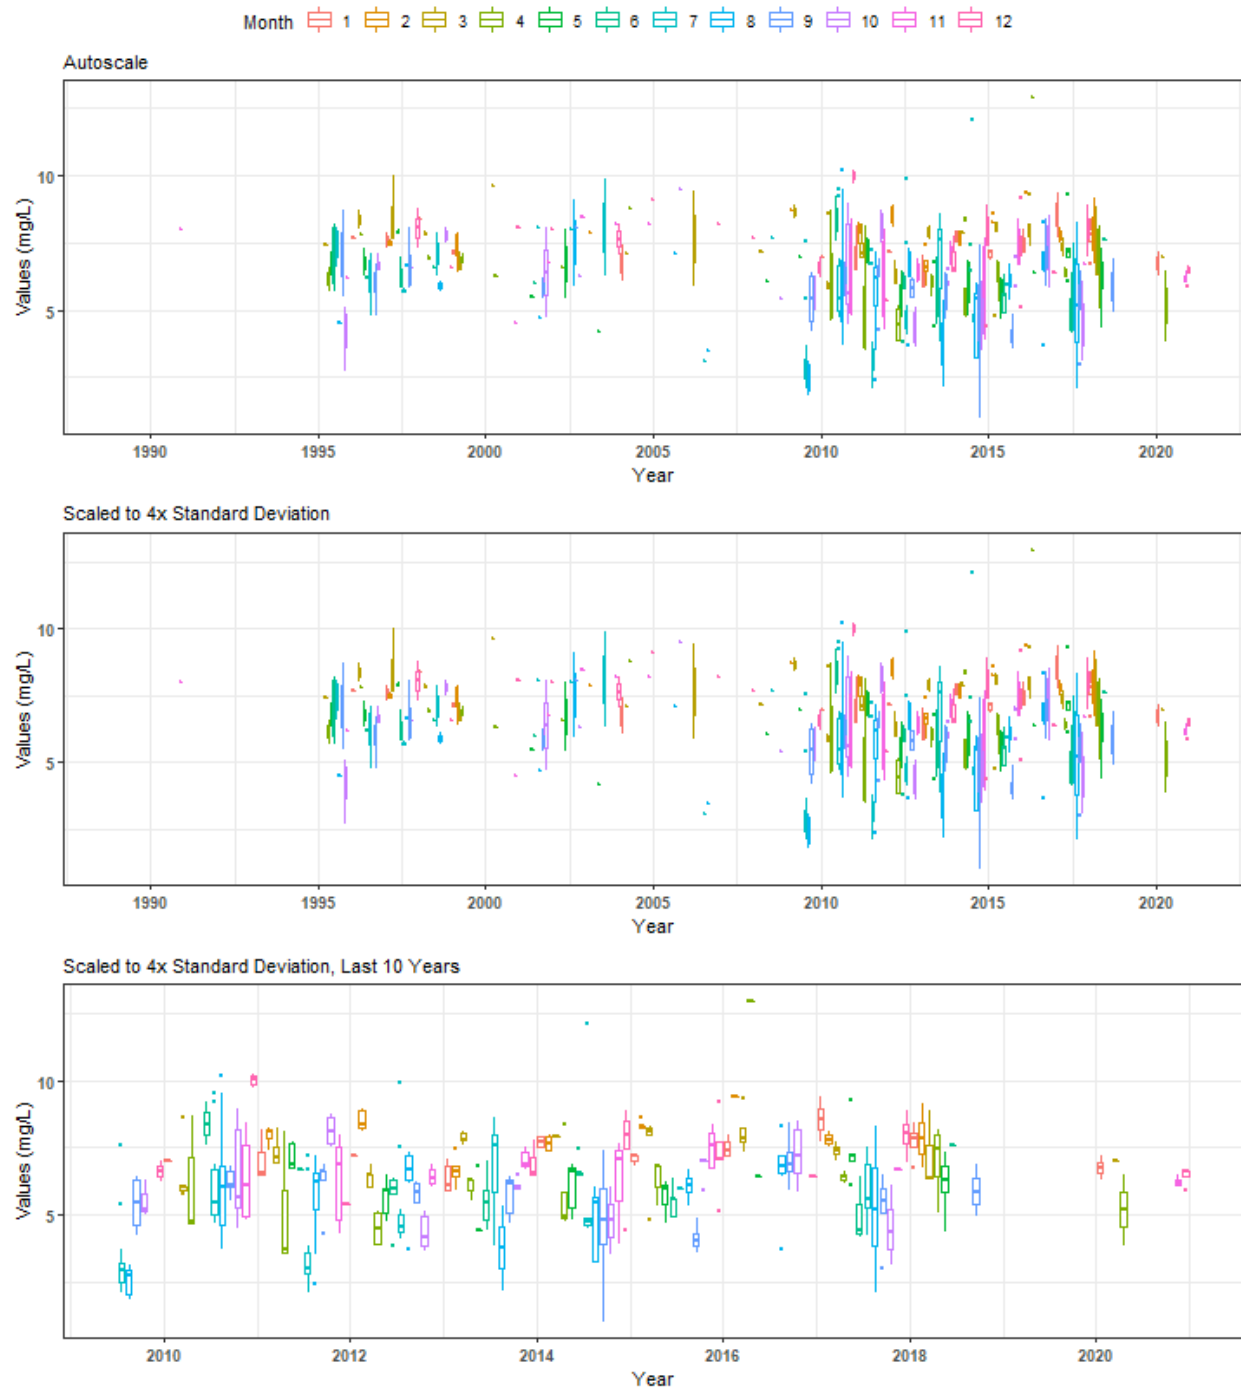 Month 1 2 3 4 5 6 7 8 9 10 11 12
Autoscale
10
5
Values (mg/L)
1990 1995 2000 2005 2010 2015 2020
Year
Scaled to 4x Standard Deviation
10
5
Values (mg/L)
1990 1995 2000 2005 2010 2015 2020
Year
Scaled to 4x Standard Deviation, Last 10 Years
10
5
Values (mg/L)
2010 2012 2014 2016 2018 2020
Year